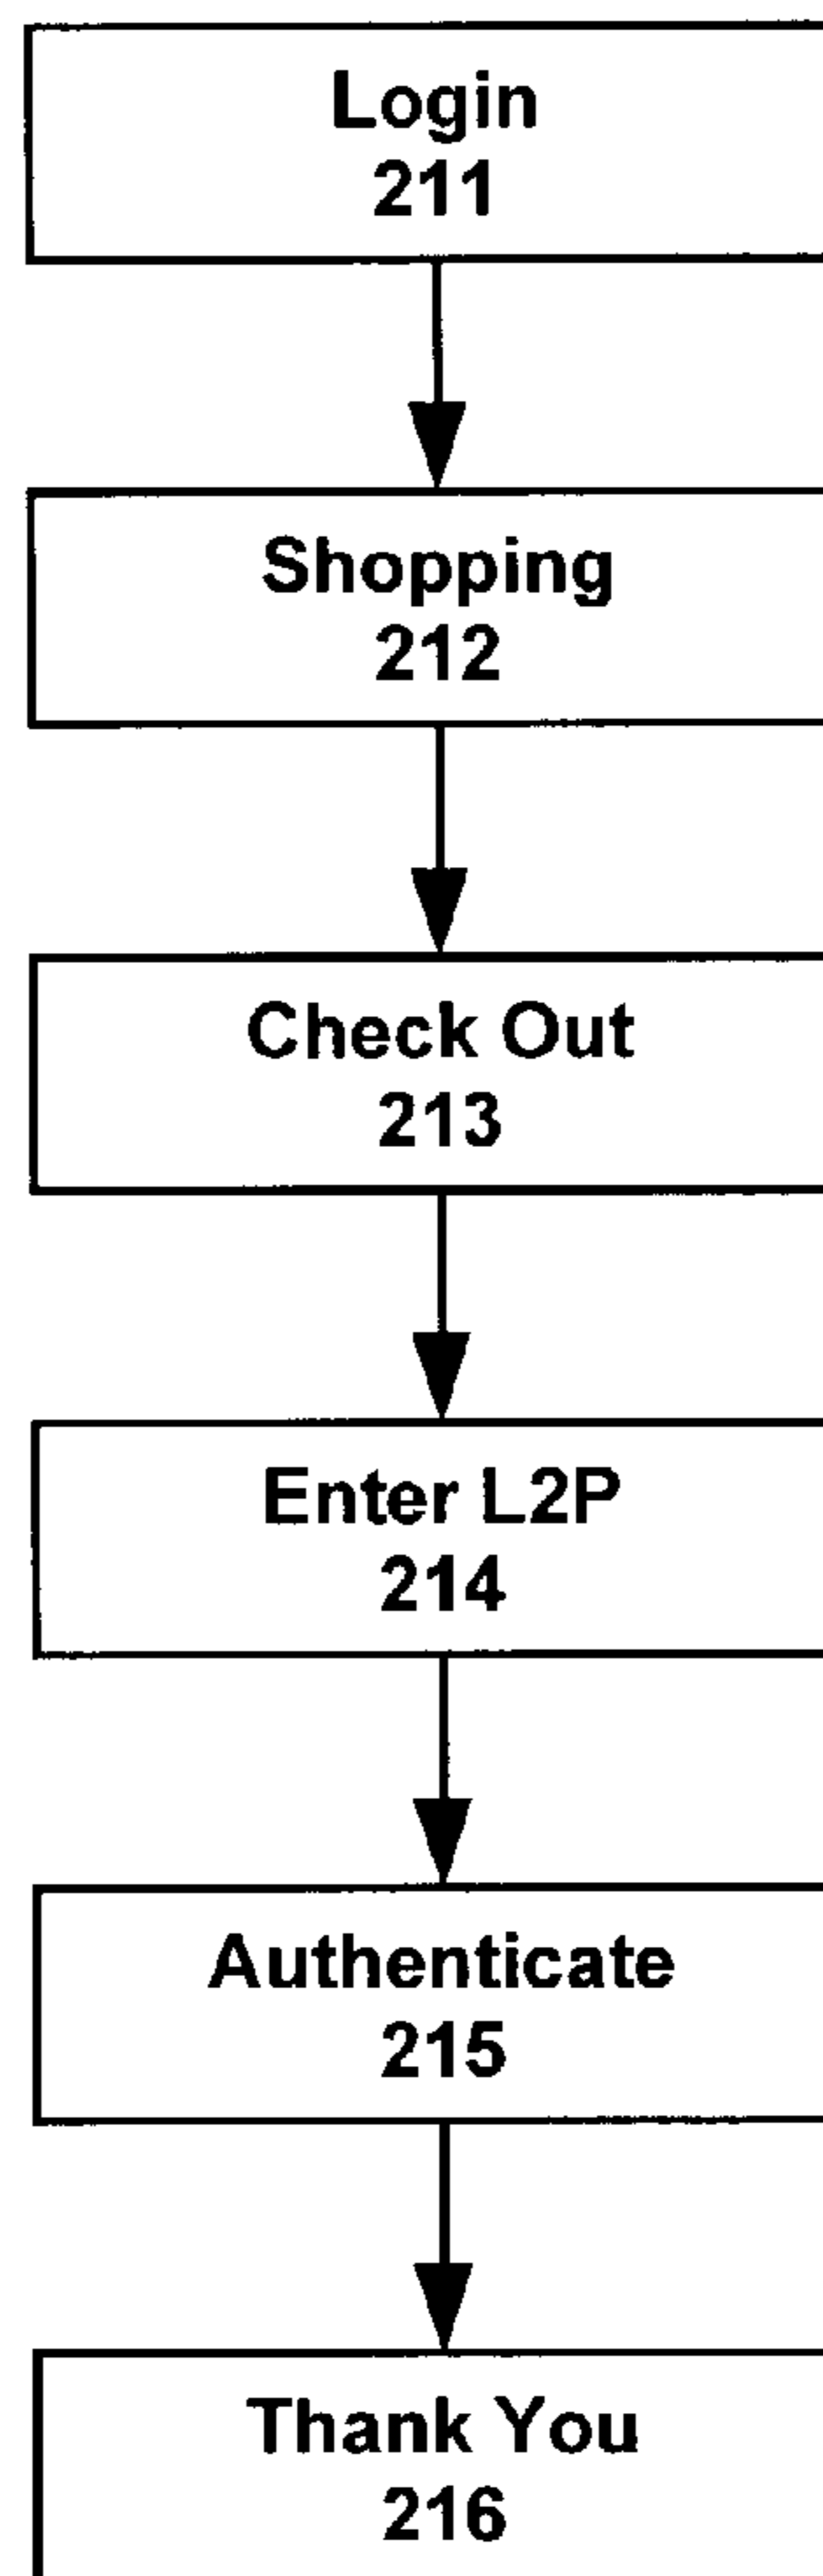 Login
211
Shopping
212
Check Out
213
Enter L2P
214
Authenticate
215
Thank You
216